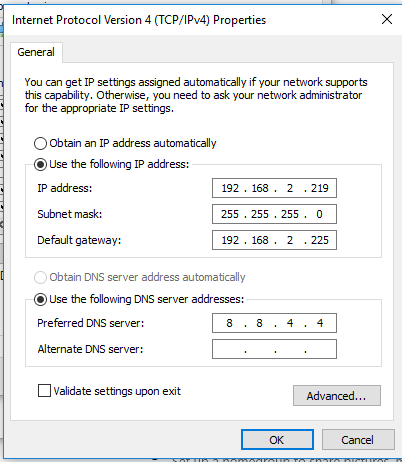 Internet Protocol Version 4 (TCP/IPv4) Properties
General
You can get IP settings assigned automatically if your network supports
this capability. Otherwise, you need to ask your network administrator
for the appropriate IP settings.
Obtain an IP address automatically
Use the following IP address:
IP address: 192 . 168 . 2 . 219
Subnet mask: 255 . 255 . 255 . 0
Default gateway: 192 . 168 . 2 . 225
Obtain DNS server address automatically
Use the following DNS server addresses:
Preferred DNS server: 8 . 8 . 4 . 4
Alternate DNS server: . . .
Validate settings upon exit
Advanced...
OK Cancel